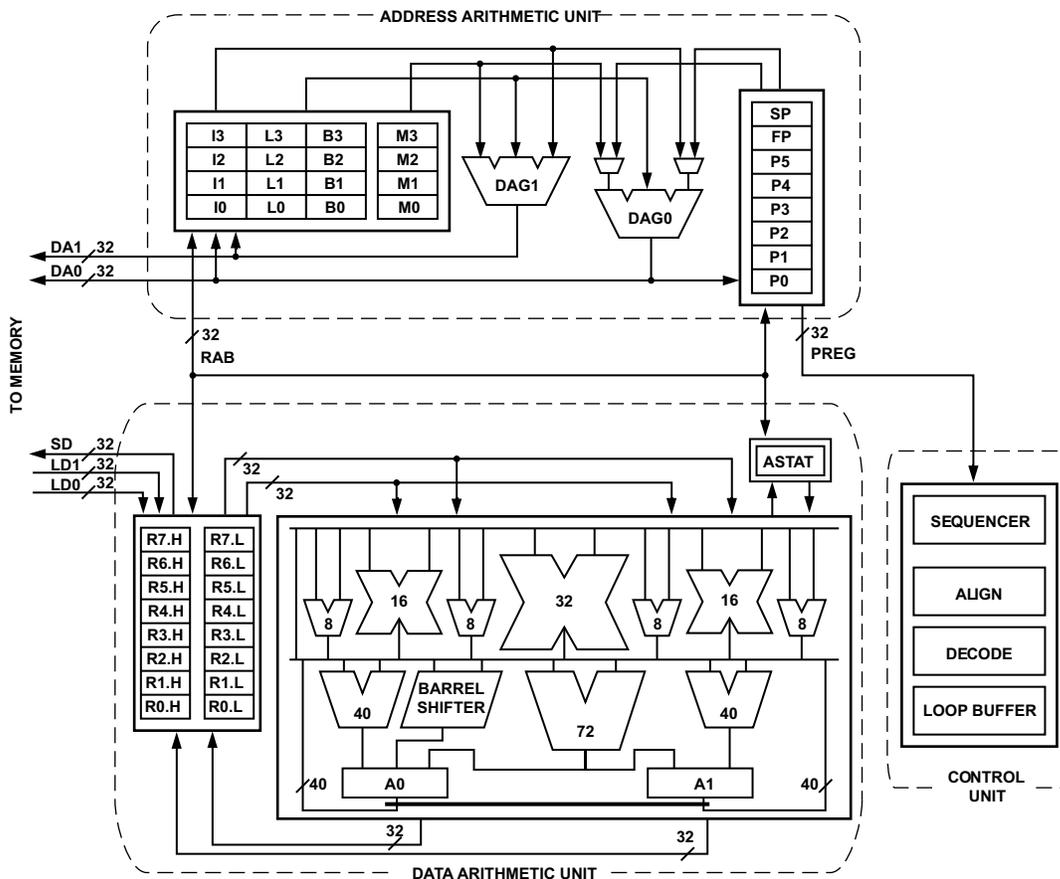 ADDRESS ARITHMETIC UNIT
SP
I3 L3 B3 M3 FP
I2 L2 B2 M2 P5
I1 L1 B1 M1 DAG1 P4
I0 L0 B0 M0 DAG0 P3
P2
DA1 32 P1
DA0 32 P0
TO MEMORY
32 RAB
32 PREG
SD 32
LD1 32
LD0 32
32
32
ASTAT
R7.H R7.L
R6.H R6.L
R5.H R5.L
R4.H R4.L
R3.H R3.L
R2.H R2.L
R1.H R1.L
R0.H R0.L
16 32 16
8 8 8 8
40 BARREL SHIFTER 72 40
40 A0 A1 40
32 32
DATA ARITHMETIC UNIT
SEQUENCER
ALIGN
DECODE
LOOP BUFFER
CONTROL
UNIT